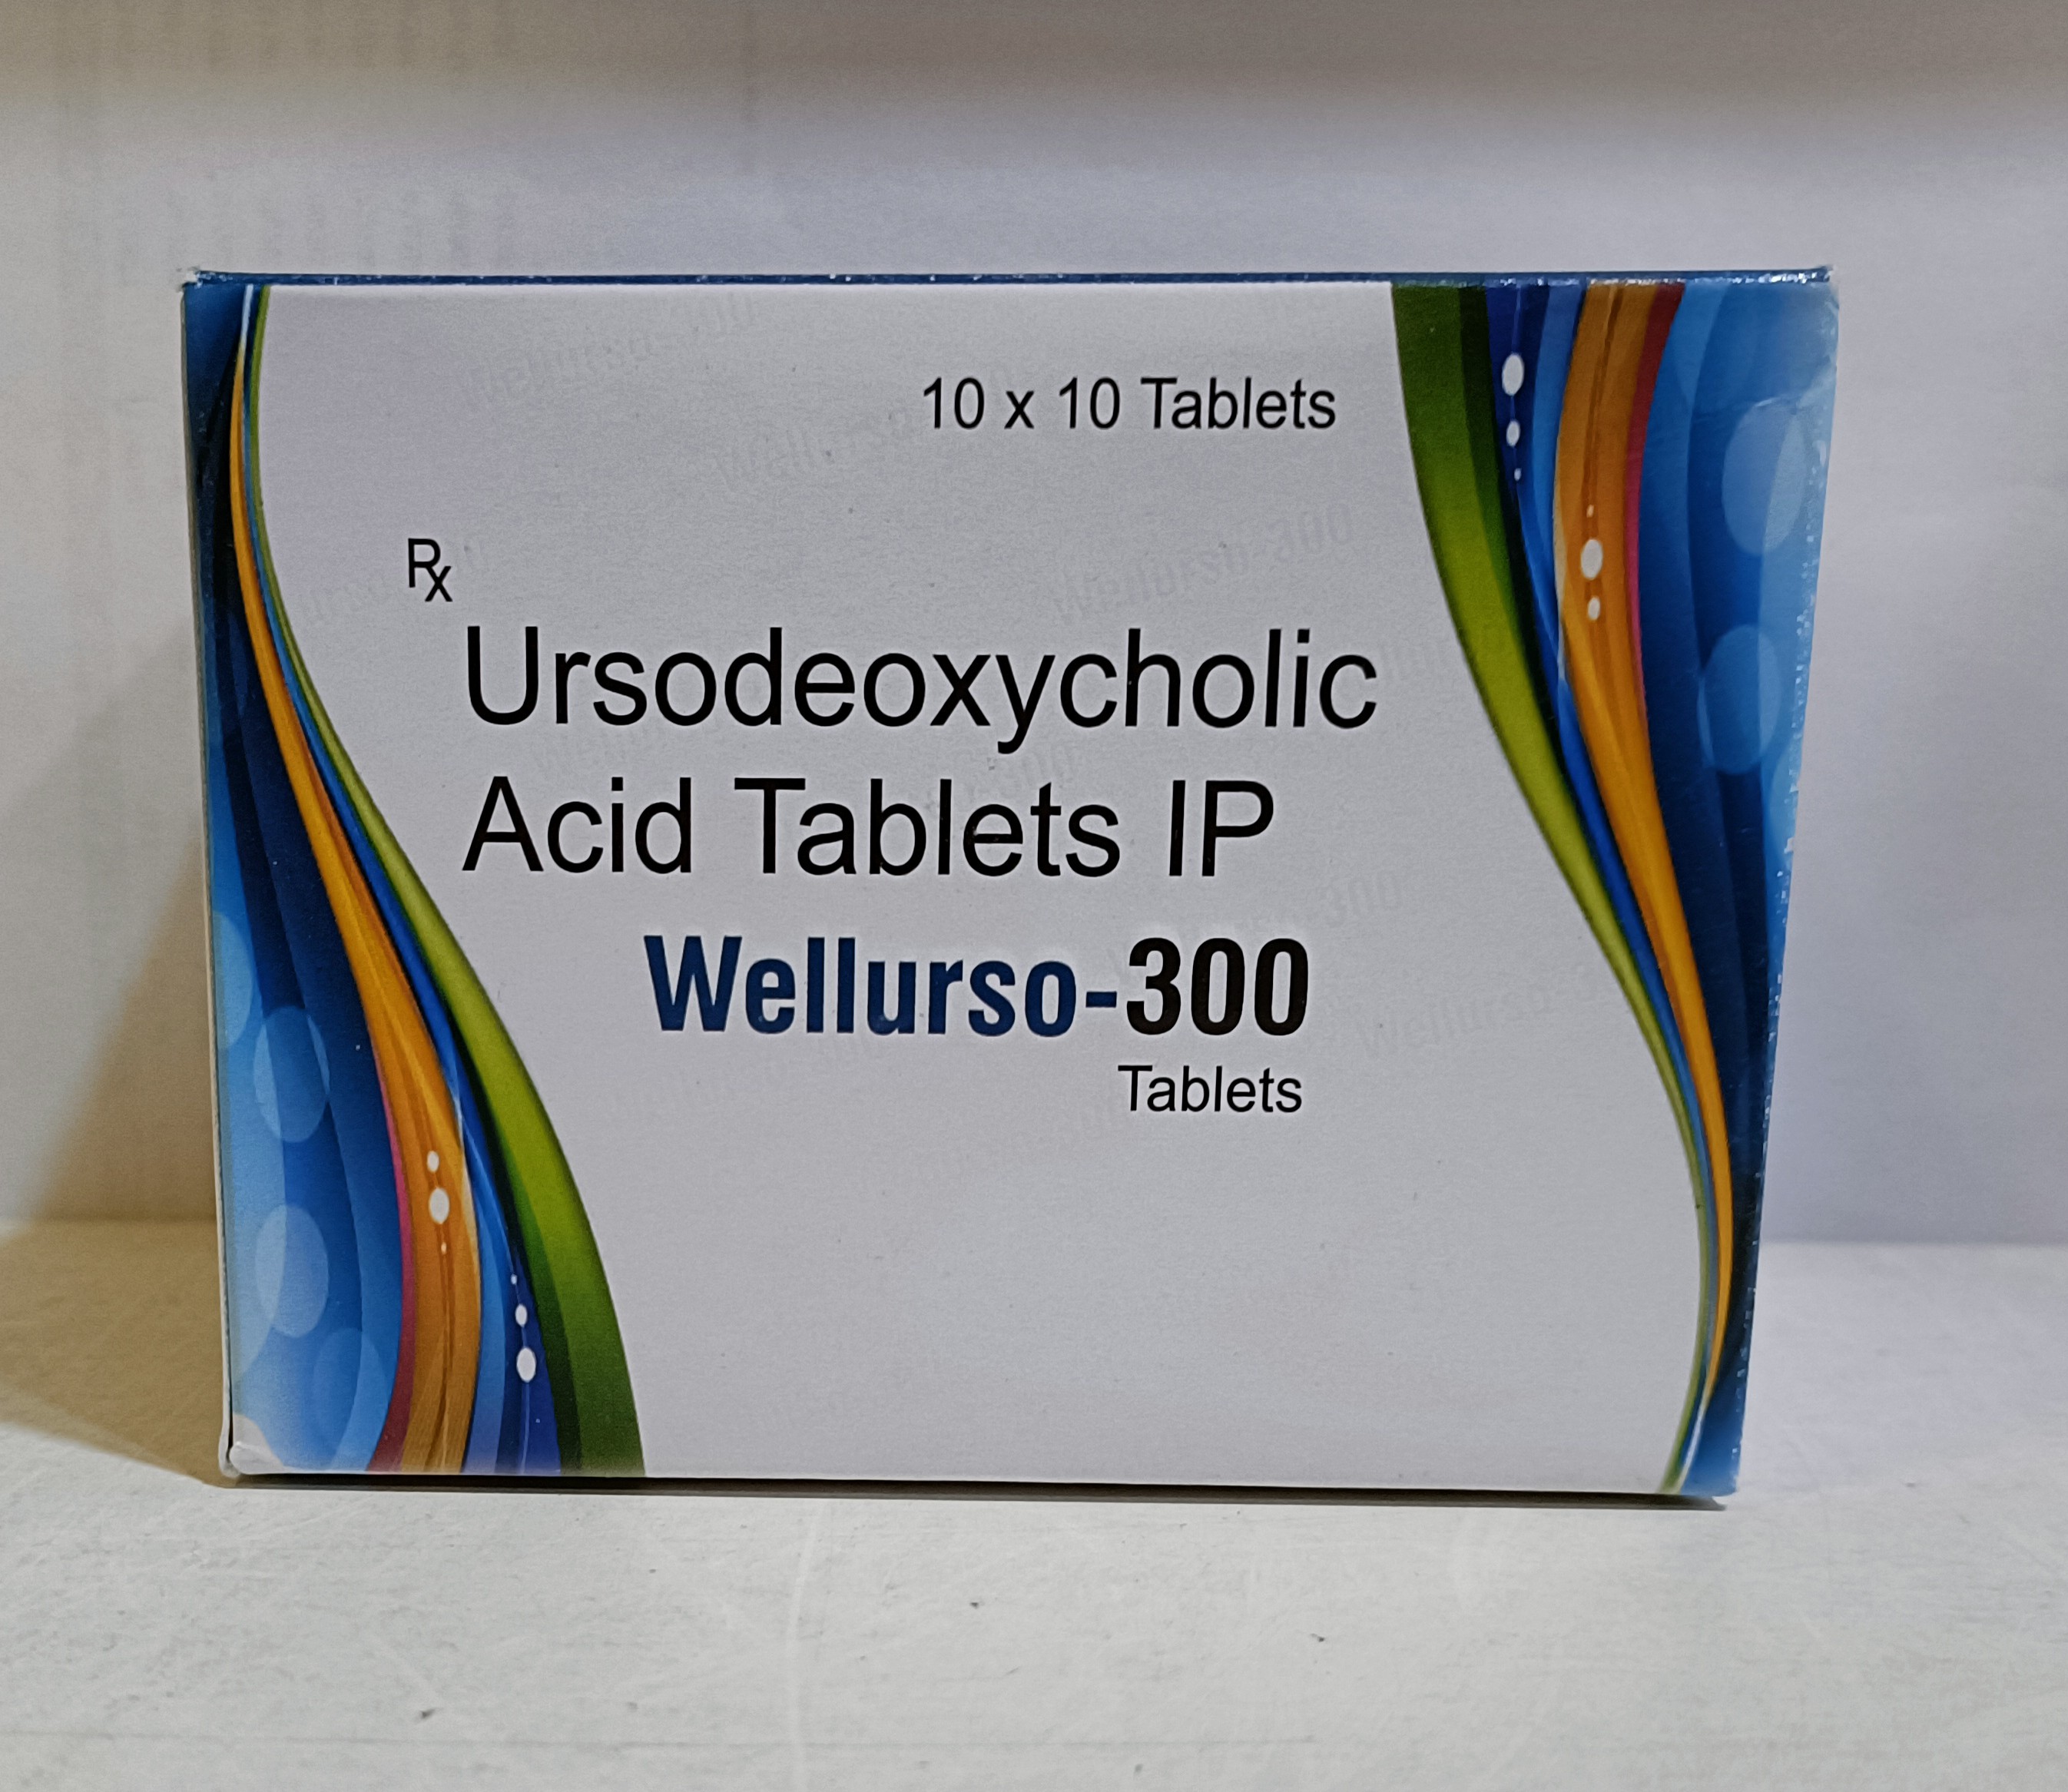 10 x 10 Tablets
Rx
Ursodeoxycholic
Acid Tablets IP
Wellurso-300
Tablets